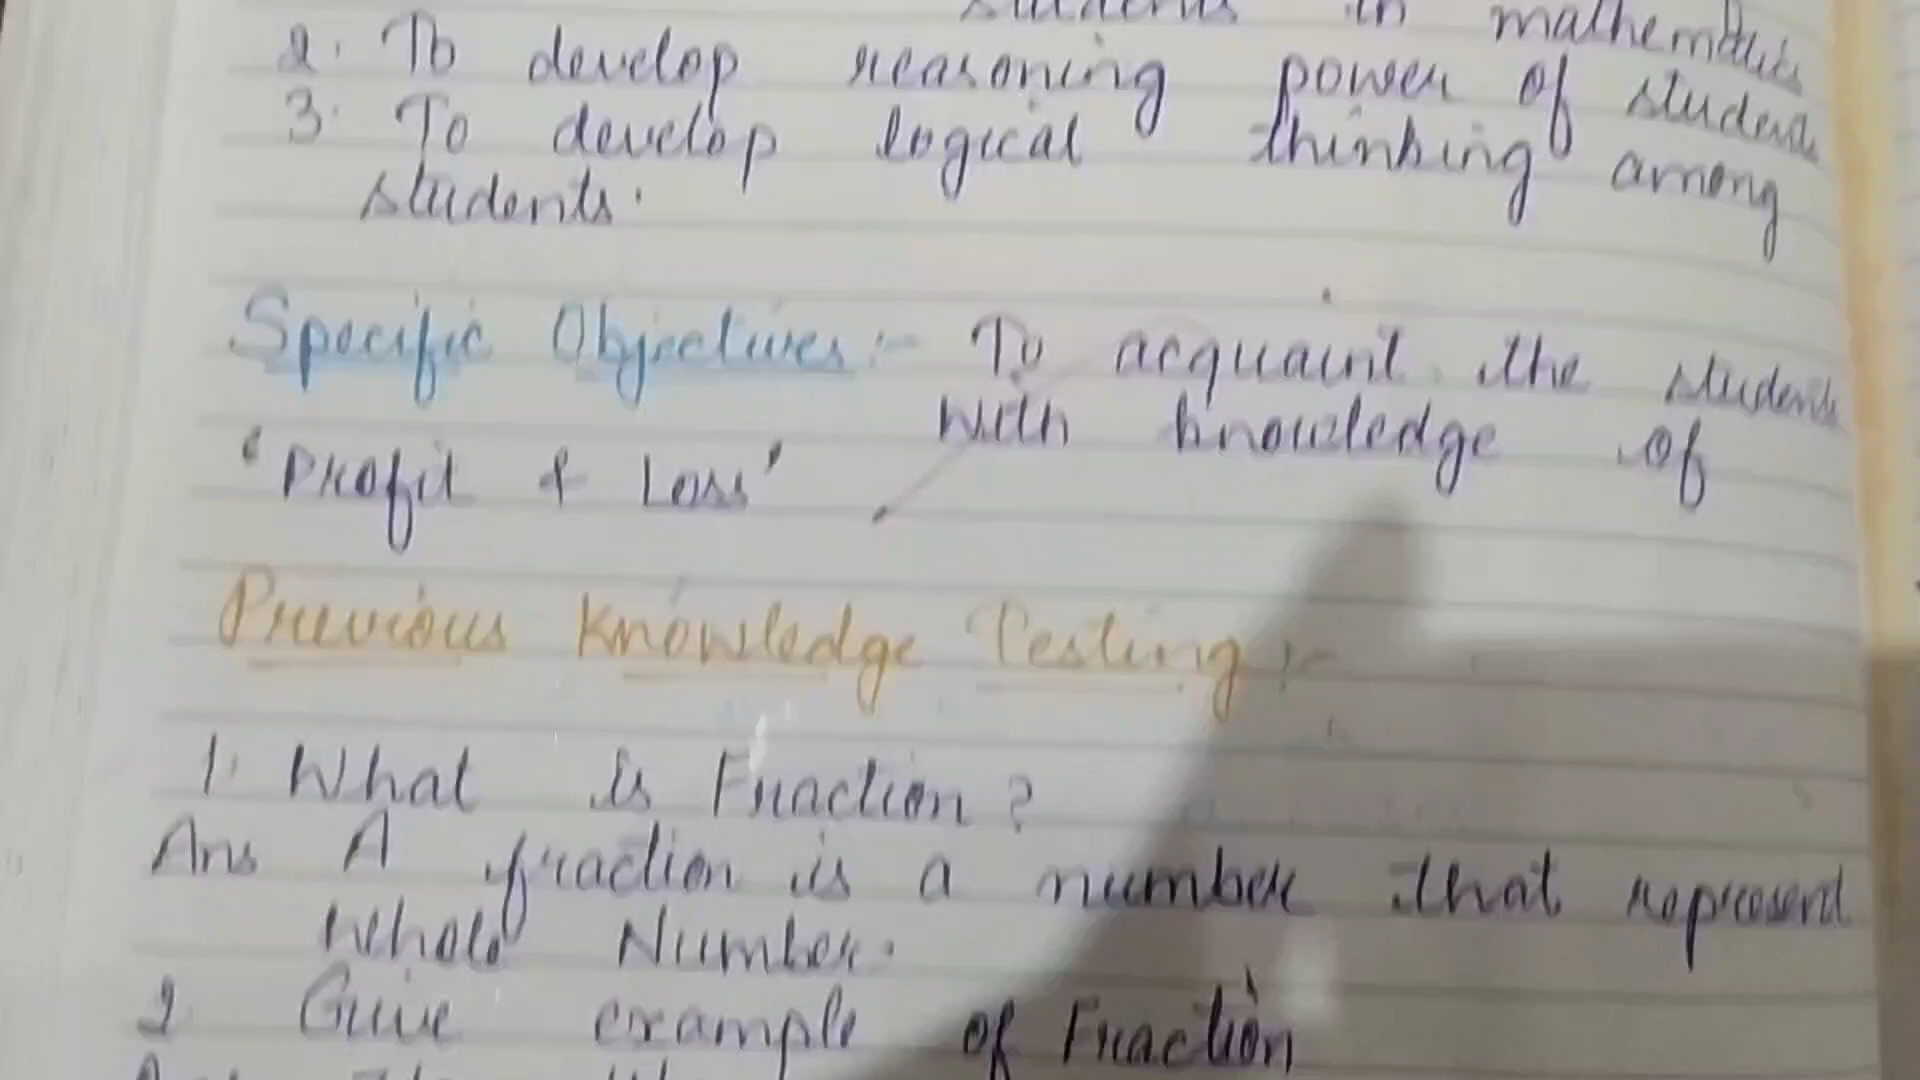 students in mathematics
2. To develop reasoning power of students
3. To develop logical thinking among
students.
Specific Objectives :- To acquaint the students
with knowledge of
'Profit & Loss'
Previous Knowledge Testing :-
1. What is Fraction?
Ans A fraction is a number that represent
Whole Number.
2 Give example of Fraction